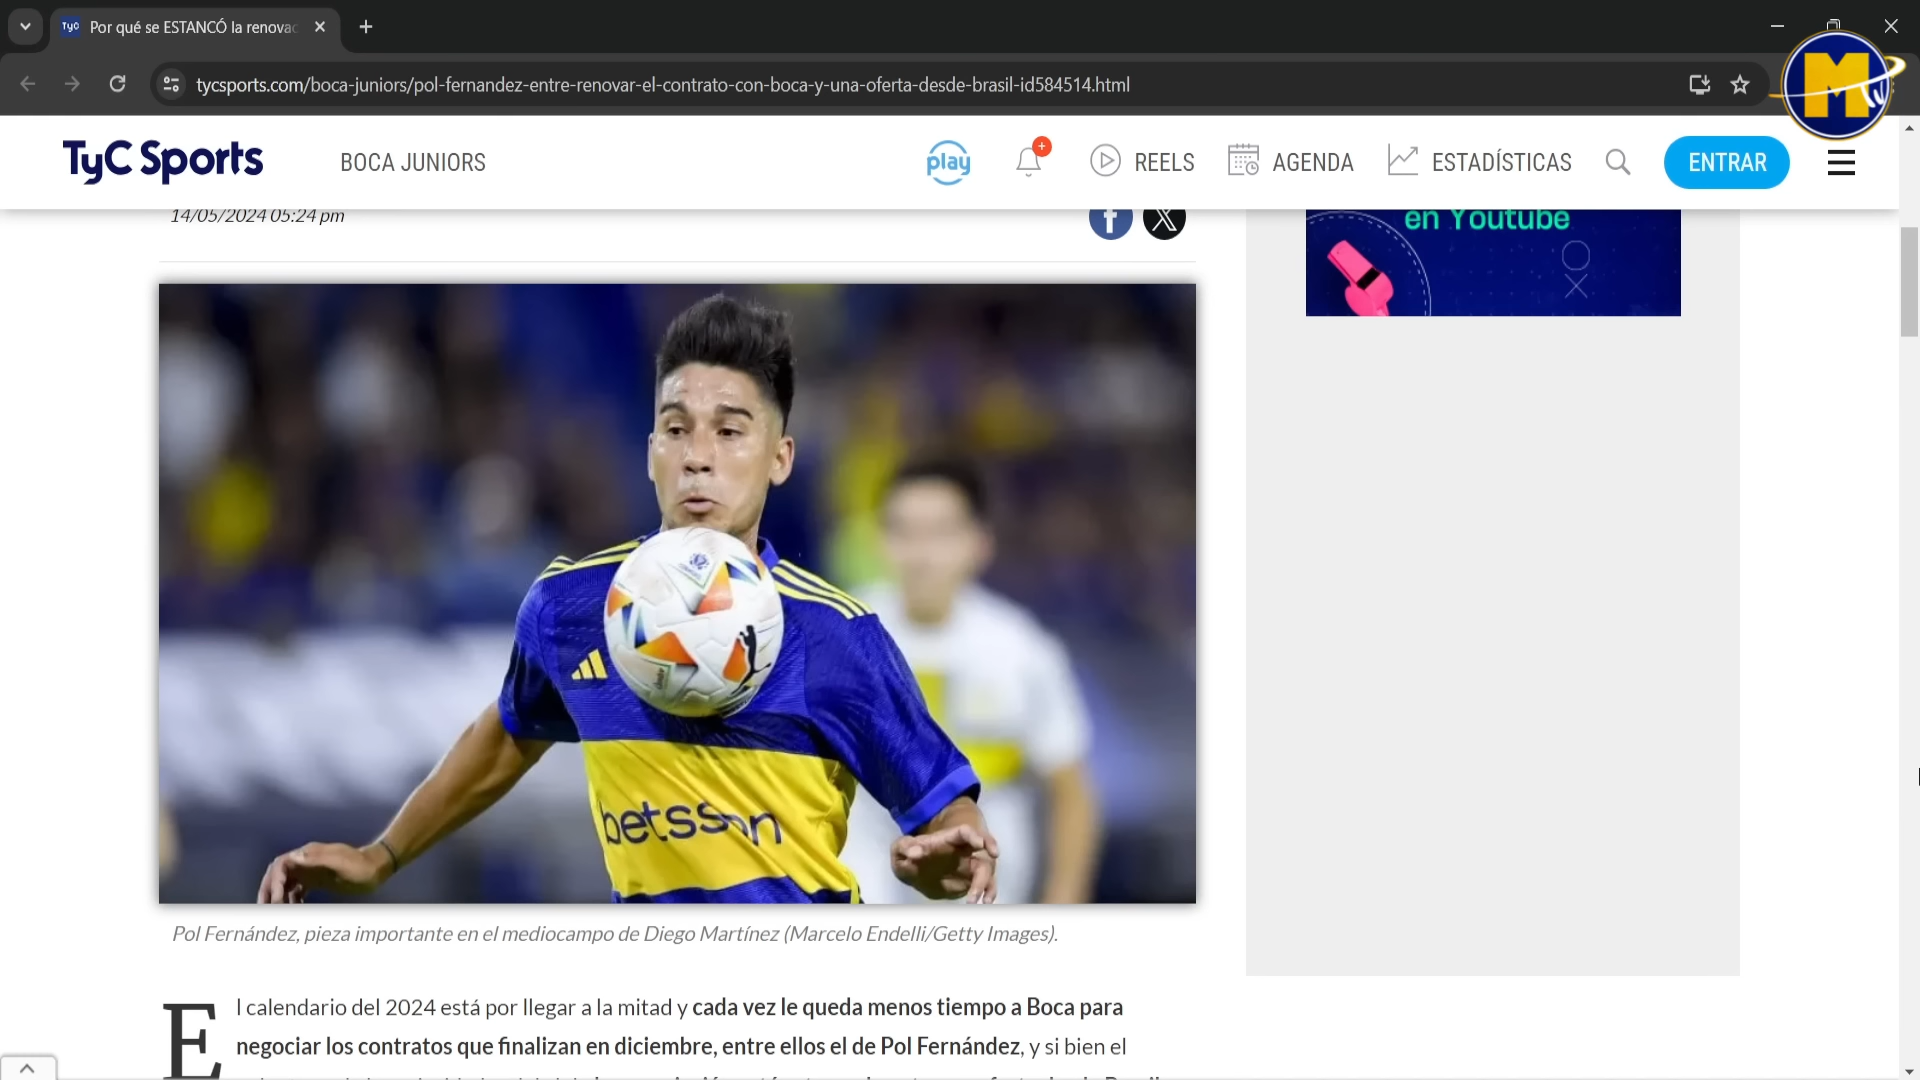 Por qué se ESTANCÓ la renovac
tycsports.com/boca-juniors/pol-fernandez-entre-renovar-el-contrato-con-boca-y-una-oferta-desde-brasil-id584514.html
TyC Sports
BOCA JUNIORS
play
REELS
AGENDA
ESTADÍSTICAS
ENTRAR
14/05/2024 05:24 pm
en Youtube
betsson
Pol Fernández, pieza importante en el mediocampo de Diego Martínez (Marcelo Endelli/Getty Images).
El calendario del 2024 está por llegar a la mitad y cada vez le queda menos tiempo a Boca para
negociar los contratos que finalizan en diciembre, entre ellos el de Pol Fernández, y si bien el